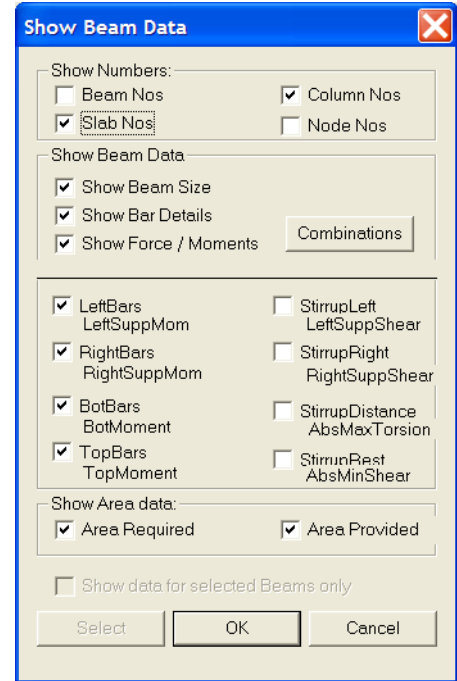 Show Beam Data
Show Numbers:
Beam Nos
Column Nos
Slab Nos
Node Nos
Show Beam Data
Show Beam Size
Show Bar Details
Show Force / Moments
Combinations
LeftBars
LeftSuppMom
StirrupLeft
LeftSuppShear
RightBars
RightSuppMom
StirrupRight
RightSuppShear
BotBars
BotMoment
StirrupDistance
AbsMaxTorsion
TopBars
TopMoment
StirrupRest
AbsMinShear
Show Area data:
Area Required
Area Provided
Show data for selected Beams only
Select
OK
Cancel